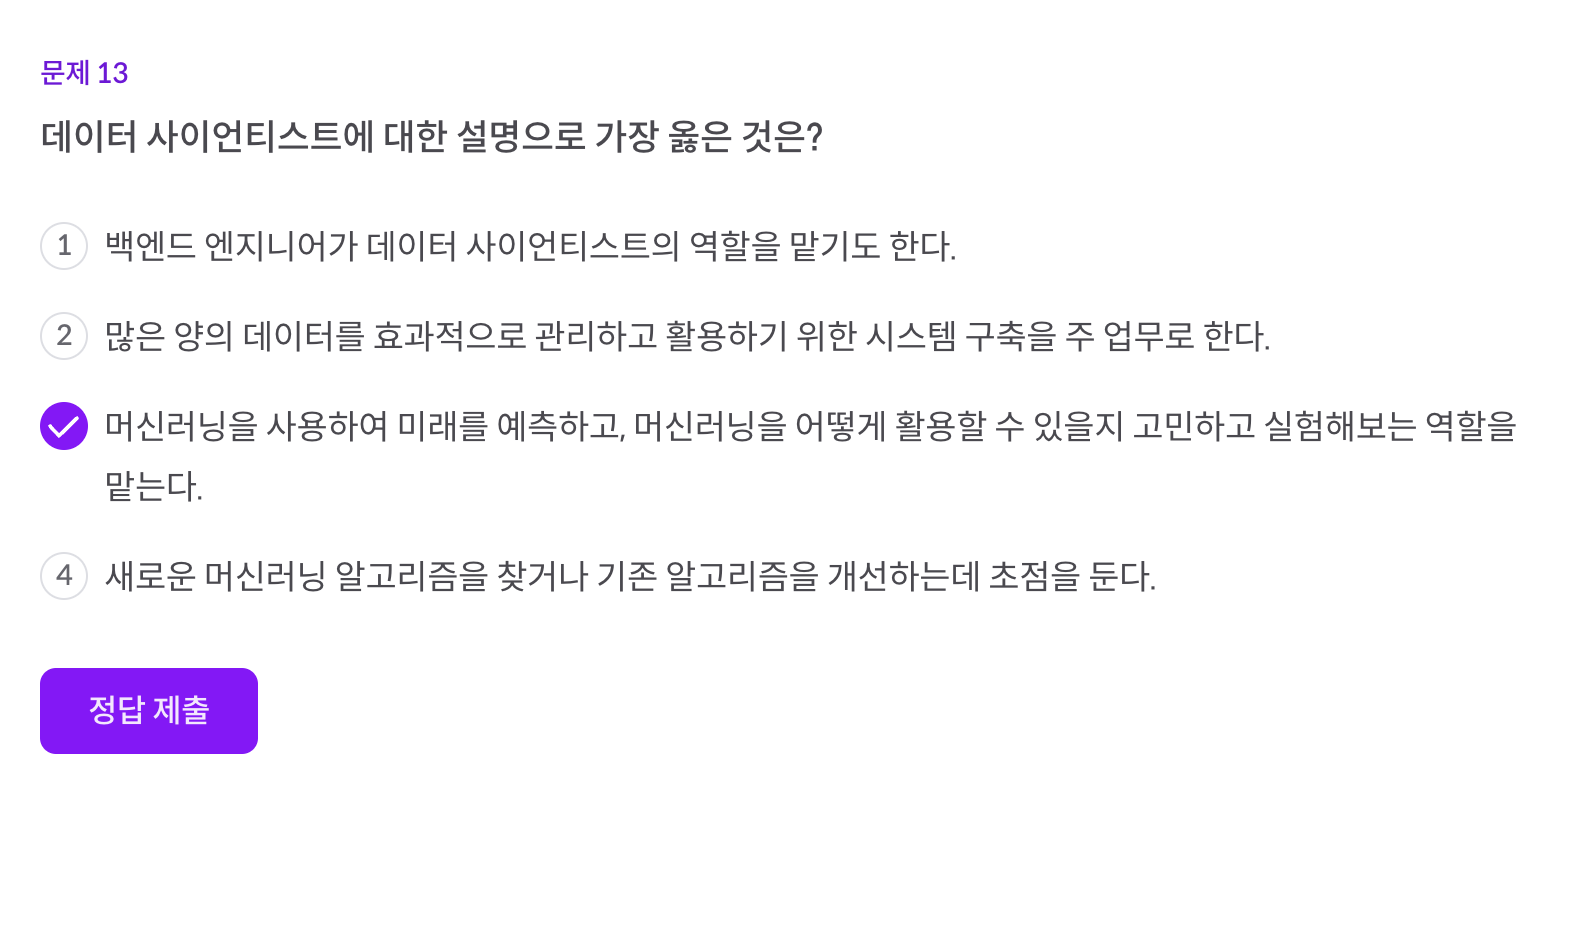 문제 13
데이터 사이언티스트에 대한 설명으로 가장 옳은 것은?
1 백엔드 엔지니어가 데이터 사이언티스트의 역할을 맡기도 한다.
2 많은 양의 데이터를 효과적으로 관리하고 활용하기 위한 시스템 구축을 주 업무로 한다.
머신러닝을 사용하여 미래를 예측하고, 머신러닝을 어떻게 활용할 수 있을지 고민하고 실험해보는 역할을
맡는다.
4 새로운 머신러닝 알고리즘을 찾거나 기존 알고리즘을 개선하는데 초점을 둔다.
정답 제출